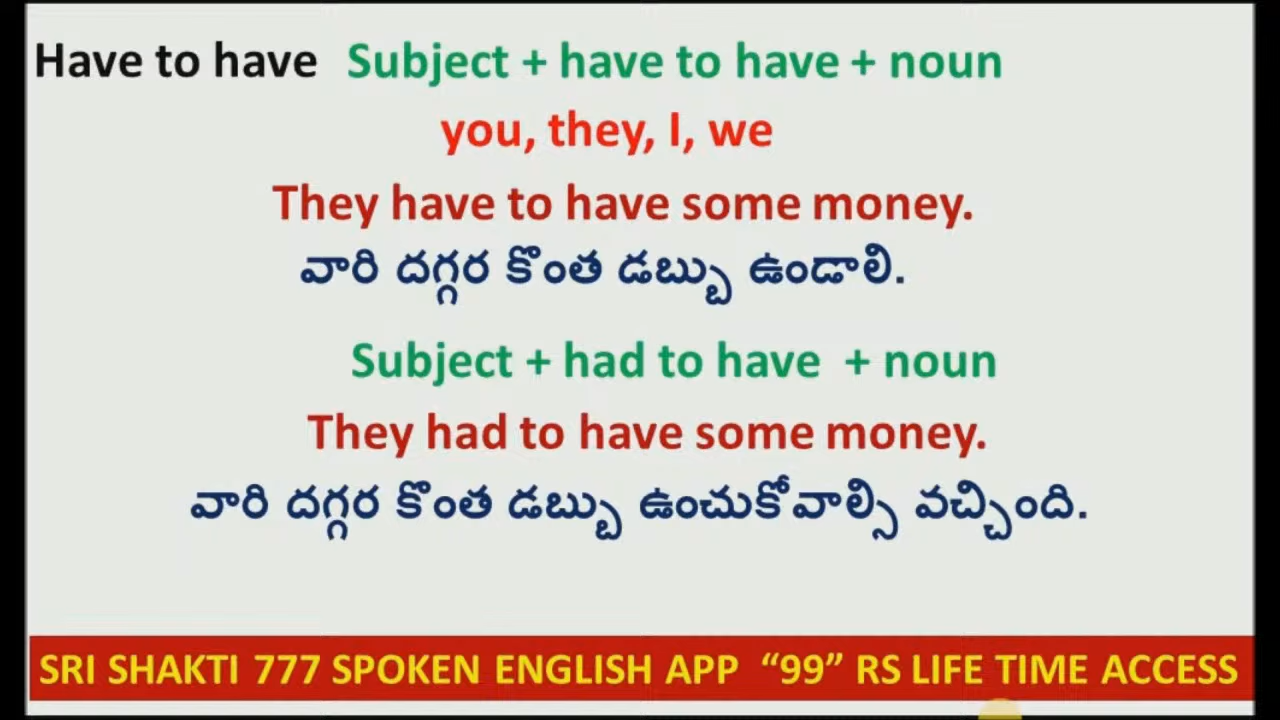 Have to have Subject + have to have + noun
you, they, I, we
They have to have some money.
వారి దగ్గర కొంత డబ్బు ఉండాలి.
Subject + had to have + noun
They had to have some money.
వారి దగ్గర కొంత డబ్బు ఉంచుకోవాల్సి వచ్చింది.
SRI SHAKTI 777 SPOKEN ENGLISH APP “99” RS LIFE TIME ACCESS